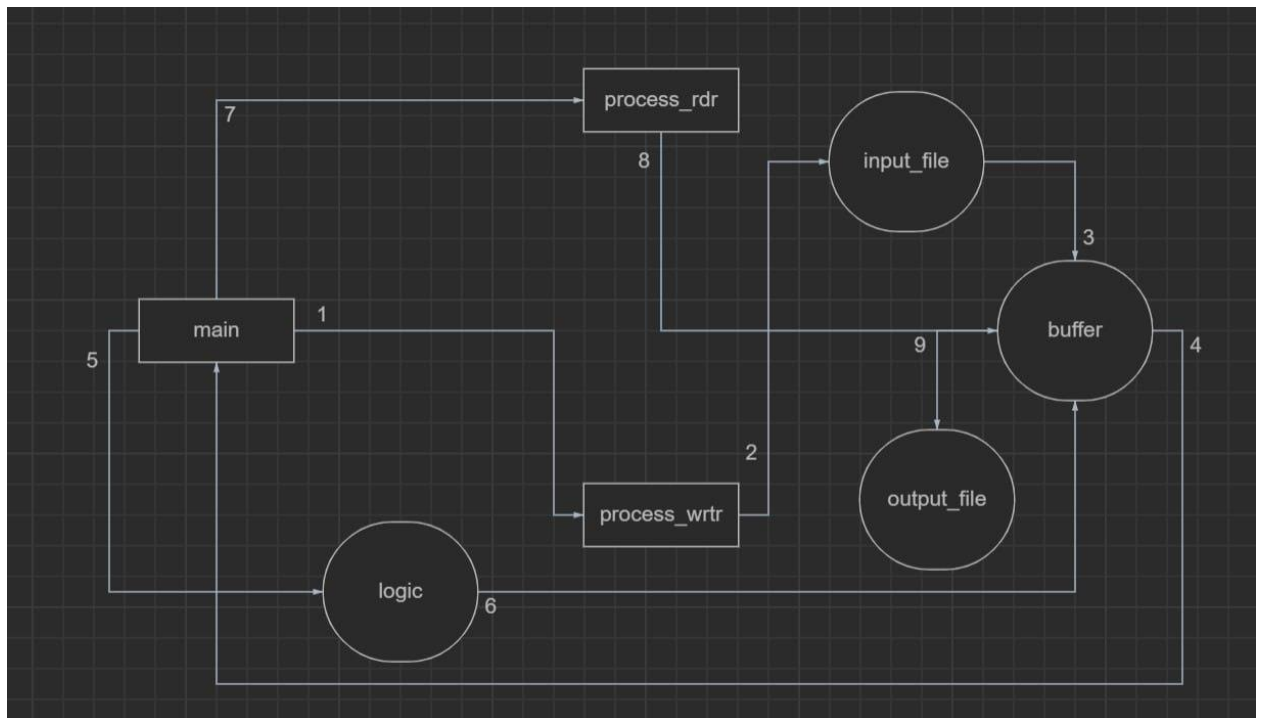 process_rdr
7
8
input_file
3
1
main
buffer
5
9
4
2
output_file
process_wrtr
logic
6